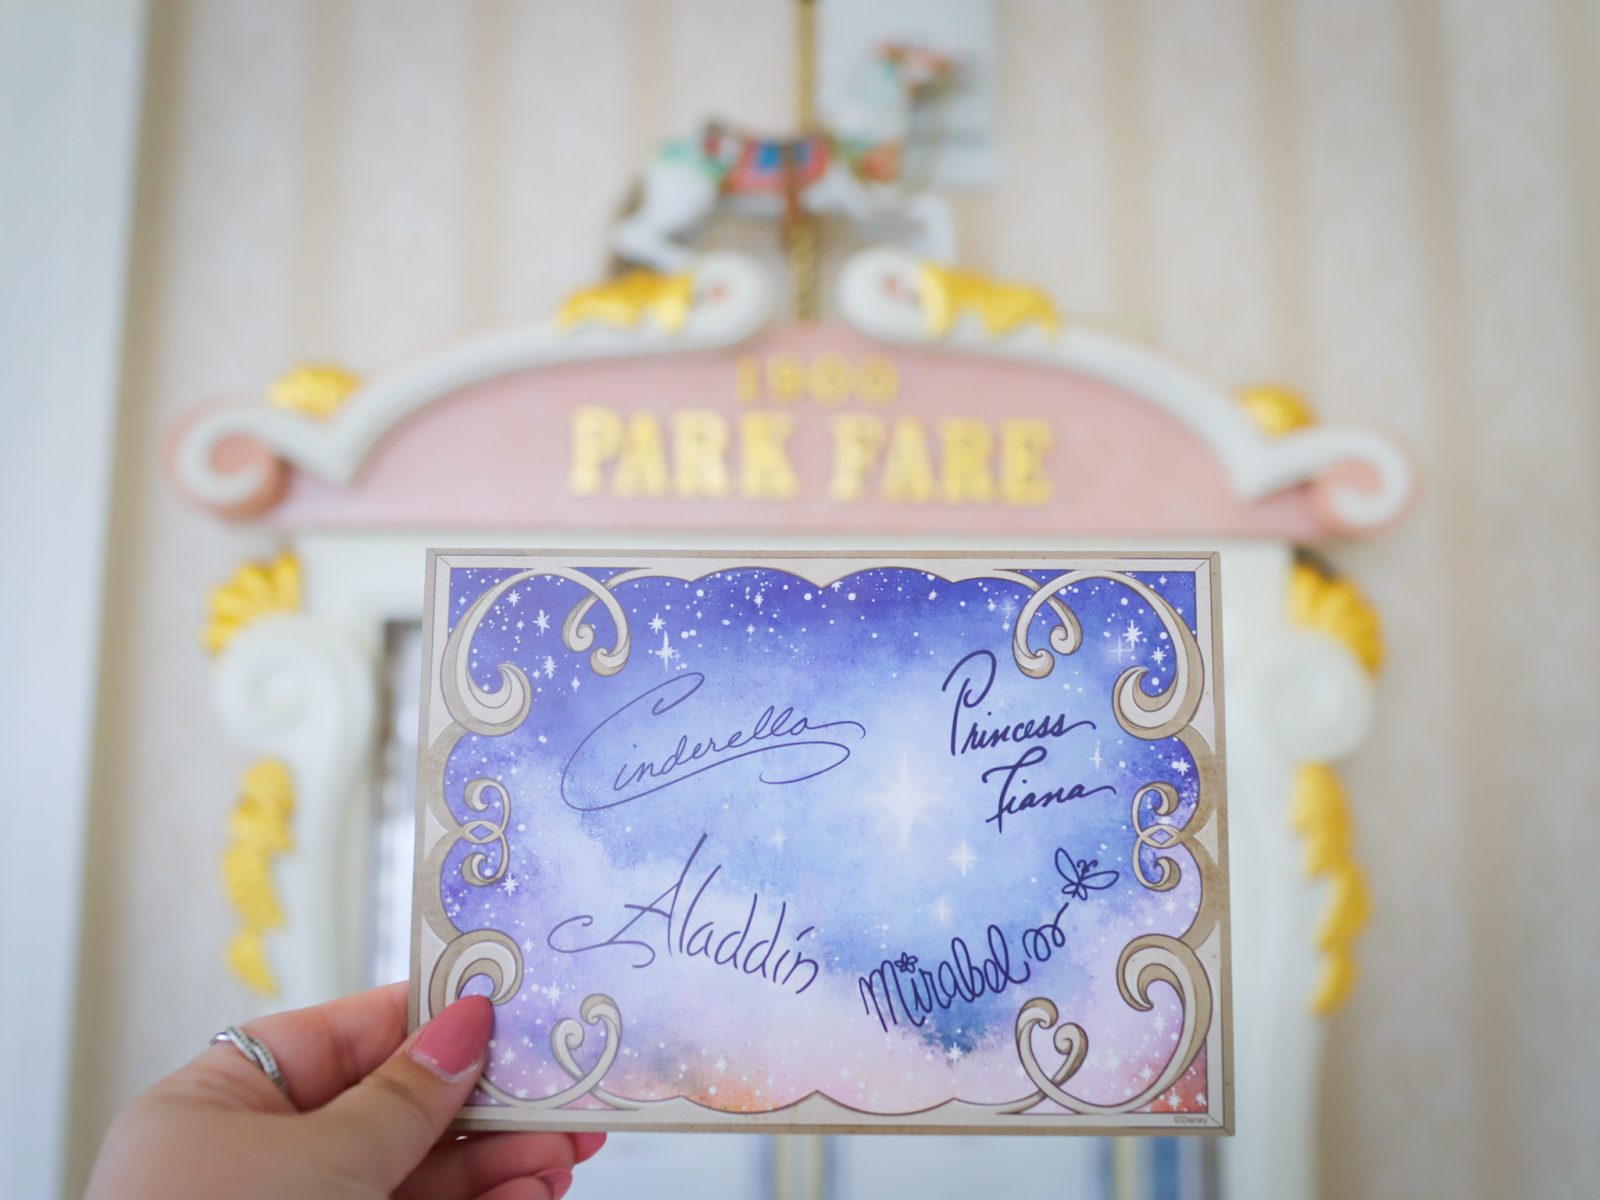 1900
PARK FARE
Cinderella
Princess
Tiana
Aladdin
Mirabel
©Disney